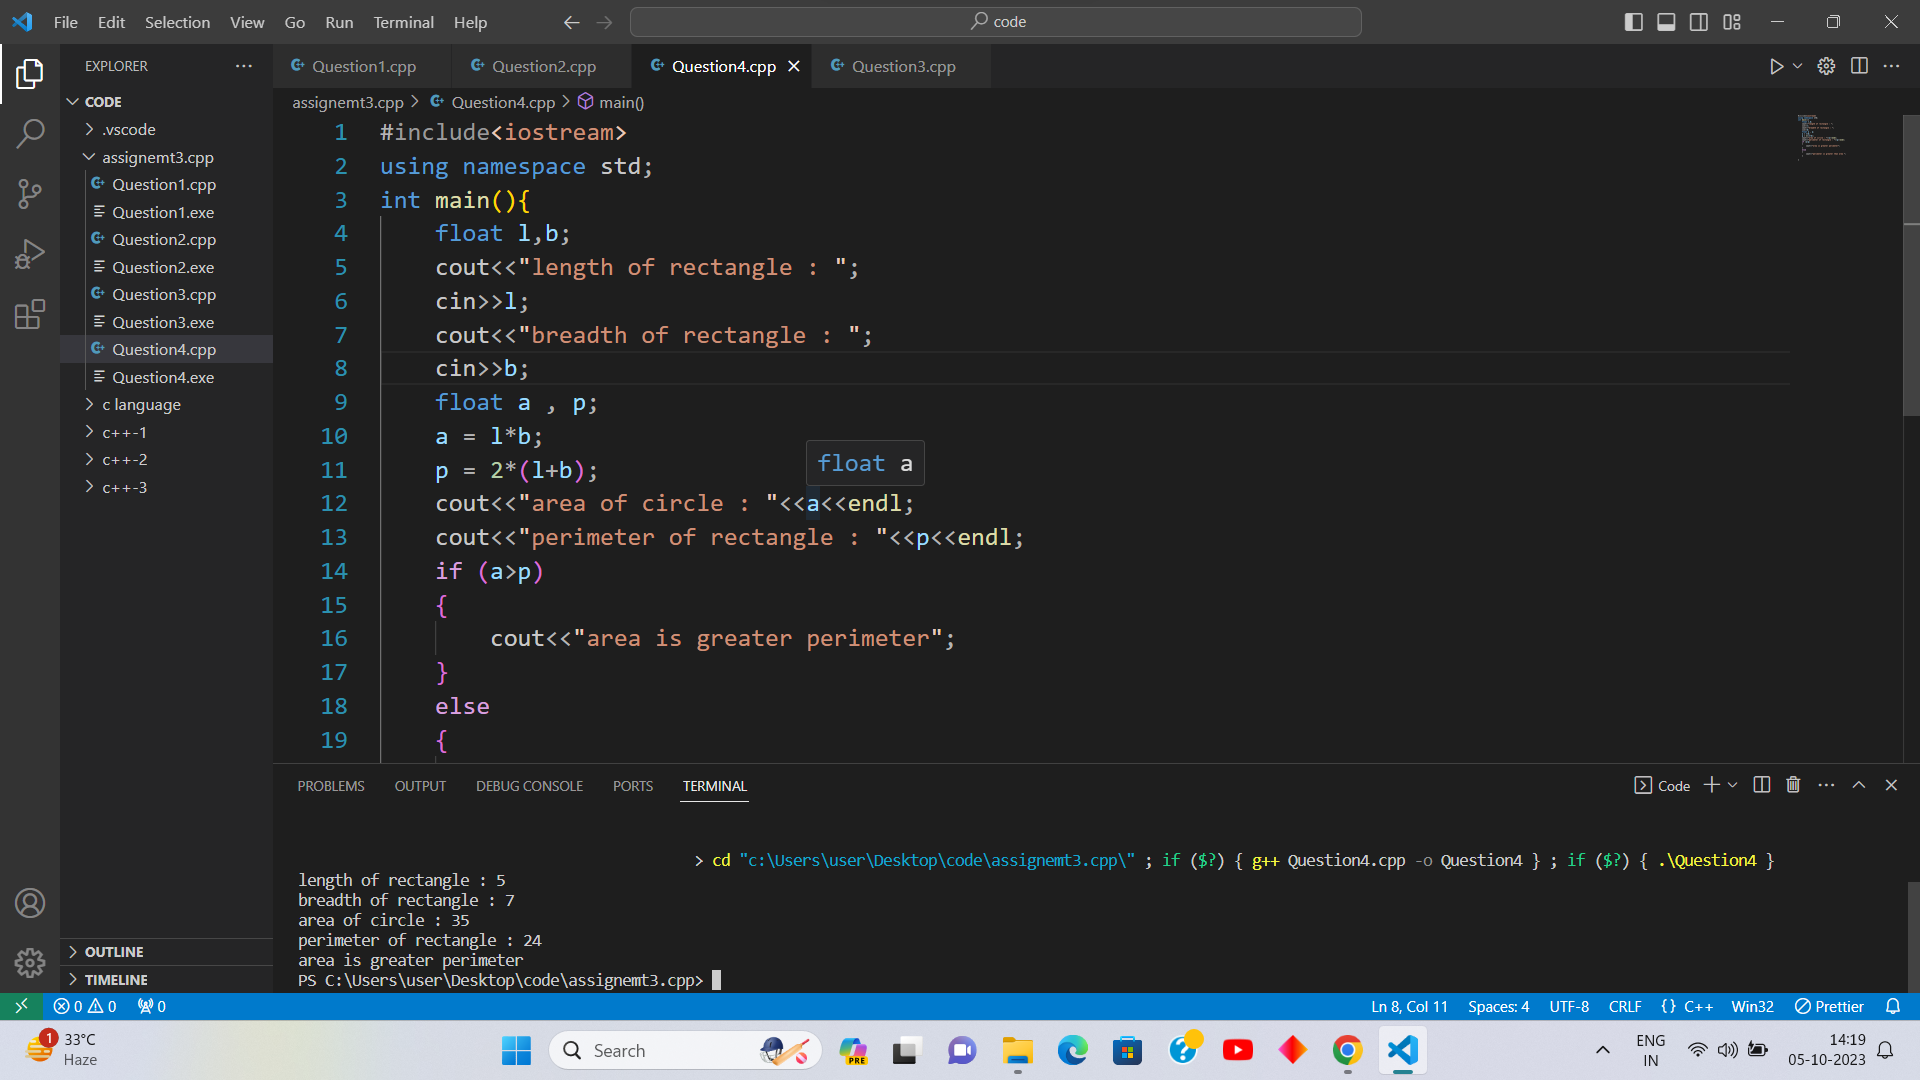 File Edit Selection View Go Run Terminal Help
code
EXPLORER
CODE
.vscode
assignemt3.cpp
Question1.cpp
Question1.exe
Question2.cpp
Question2.exe
Question3.cpp
Question3.exe
Question4.cpp
Question4.exe
c language
c++-1
c++-2
c++-3
OUTLINE
TIMELINE
Question1.cpp Question2.cpp Question4.cpp Question3.cpp
assignemt3.cpp > Question4.cpp > main()
1 #include<iostream>
2 using namespace std;
3 int main(){
4 float l,b;
5 cout<<"length of rectangle : ";
6 cin>>l;
7 cout<<"breadth of rectangle : ";
8 cin>>b;
9 float a , p;
10 a = l*b;
11 p = 2*(l+b);
float a
12 cout<<"area of circle : "<<a<<endl;
13 cout<<"perimeter of rectangle : "<<p<<endl;
14 if (a>p)
15 {
16 cout<<"area is greater perimeter";
17 }
18 else
19 {
PROBLEMS OUTPUT DEBUG CONSOLE PORTS TERMINAL
Code
> cd "c:\Users\user\Desktop\code\assignemt3.cpp\" ; if ($?) { g++ Question4.cpp -o Question4 } ; if ($?) { .\Question4 }
length of rectangle : 5
breadth of rectangle : 7
area of circle : 35
perimeter of rectangle : 24
area is greater perimeter
PS C:\Users\user\Desktop\code\assignemt3.cpp>
0 0 0 Ln 8, Col 11 Spaces: 4 UTF-8 CRLF {} C++ Win32 Prettier
1
33°C
Haze
Search
PRE
ENG
IN
14:19
05-10-2023